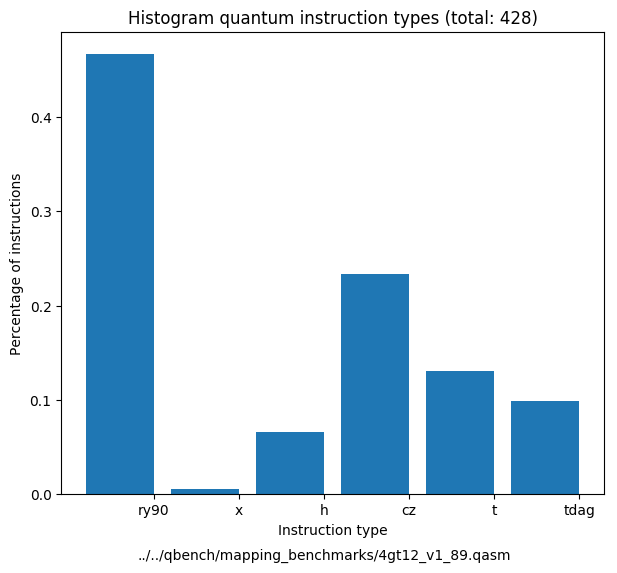 Histogram quantum instruction types (total: 428)
Percentage of instructions
0.4
0.3
0.2
0.1
0.0
ry90 x h cz t tdag
Instruction type
../../qbench/mapping_benchmarks/4gt12_v1_89.qasm